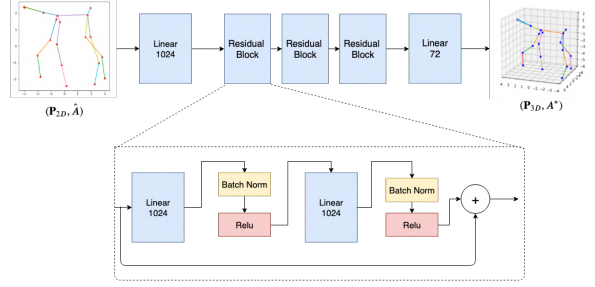 Linear
1024
Residual
Block
Residual
Block
Residual
Block
Linear
72
(P2D, Â)
(P3D, A*)
Linear
1024
Batch Norm
Relu
Linear
1024
Batch Norm
Relu
+